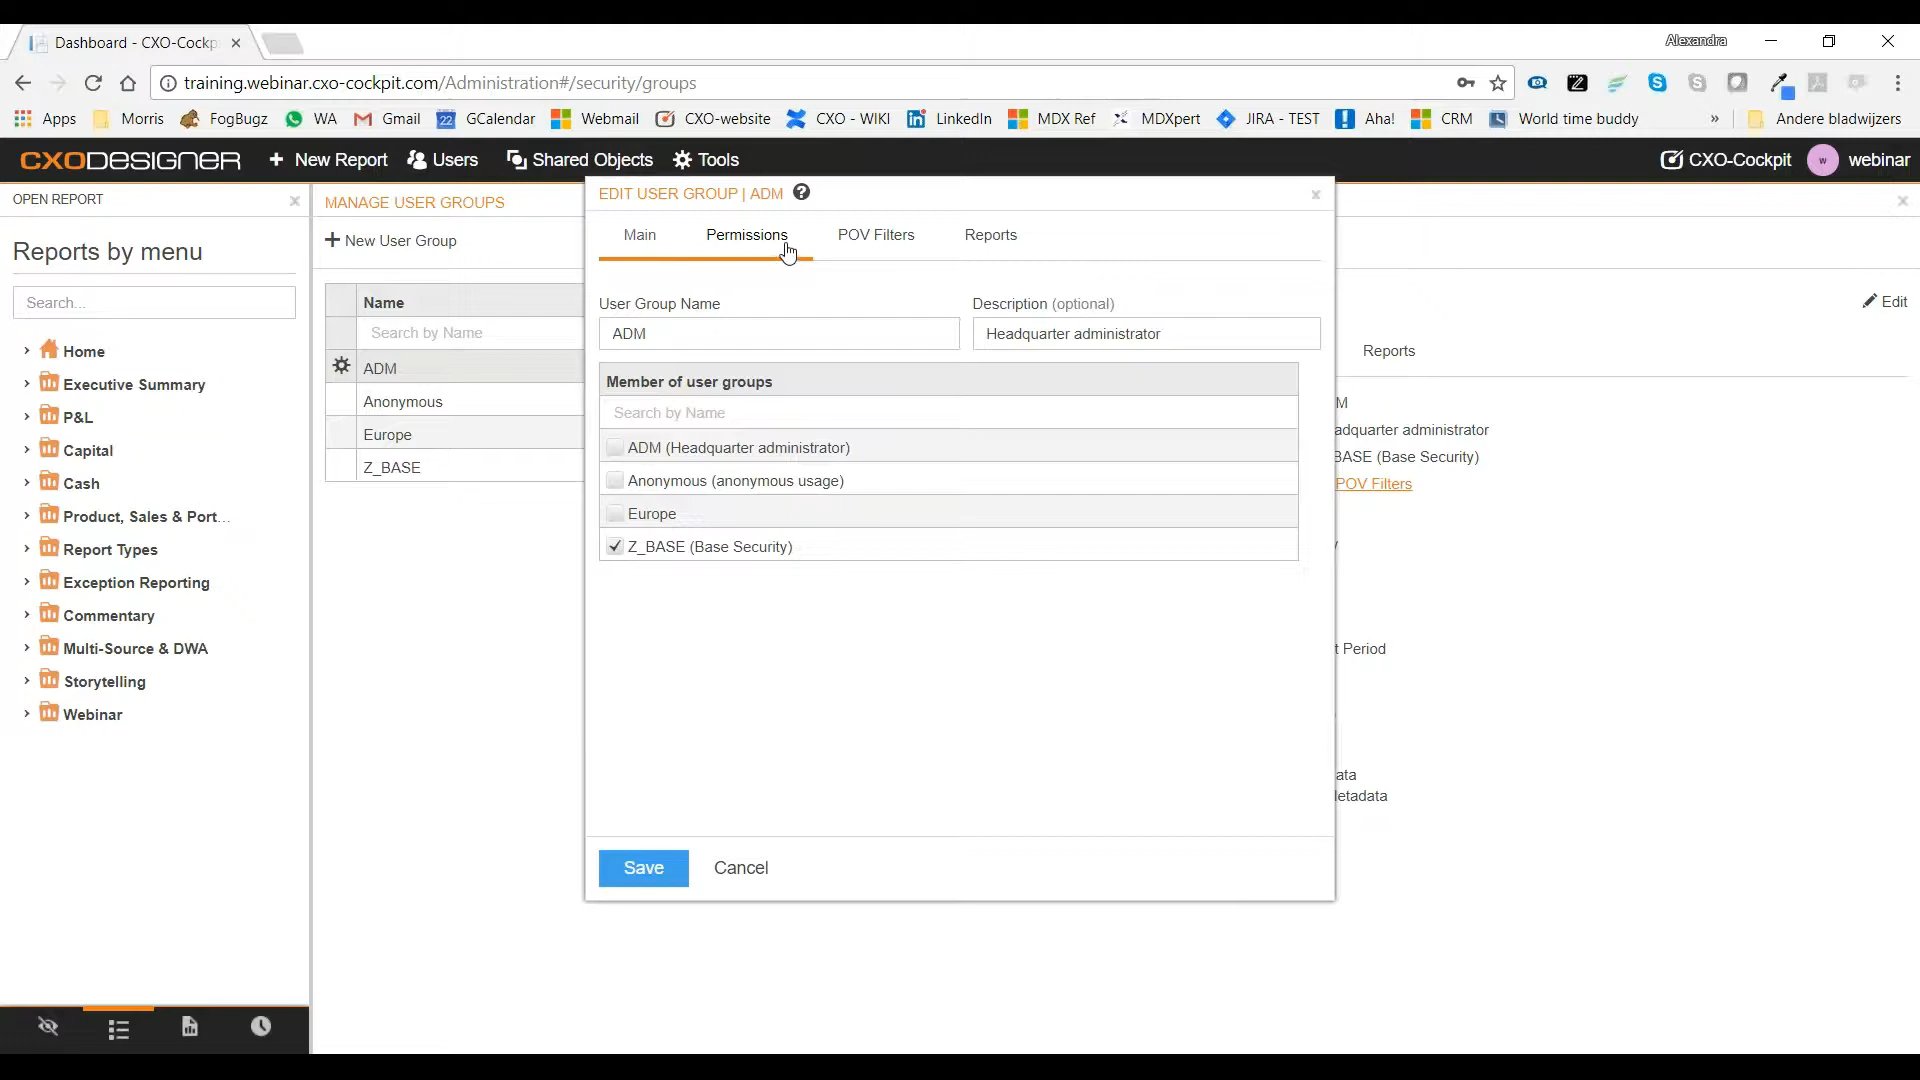 Dashboard - CXO-Cockp
Alexandra
training.webinar.cxo-cockpit.com/Administration#/security/groups
Apps Morris FogBugz WA Gmail 22 GCalendar Webmail CXO-website CXO - WIKI LinkedIn MDX Ref MDXpert JIRA - TEST Aha! CRM World time buddy » Andere bladwijzers
CXODESIGNER + New Report Users Shared Objects Tools CXO-Cockpit w webinar
OPEN REPORT
Reports by menu
Search...
Home
Executive Summary
P&L
Capital
Cash
Product, Sales & Port...
Report Types
Exception Reporting
Commentary
Multi-Source & DWA
Storytelling
Webinar
MANAGE USER GROUPS
+ New User Group
Name
Search by Name
ADM
Anonymous
Europe
Z_BASE
EDIT USER GROUP | ADM ?
Main Permissions POV Filters Reports
User Group Name Description (optional)
ADM Headquarter administrator
Member of user groups
Search by Name
ADM (Headquarter administrator)
Anonymous (anonymous usage)
Europe
Z_BASE (Base Security)
Save Cancel
Edit
Reports
M
adquarter administrator
BASE (Base Security)
POV Filters
t Period
ata
letadata